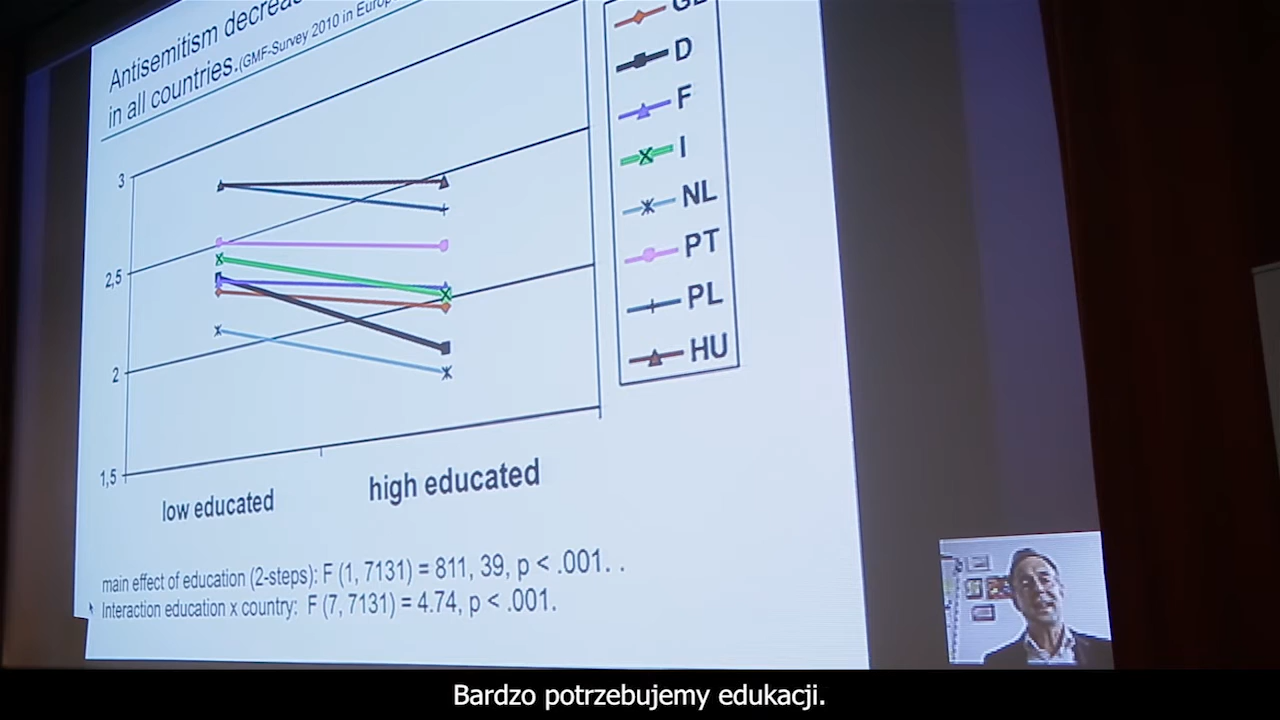 Antisemitism
in all countries.(GMF-Survey 2010 in
3
2,5
2
1,5
low educated
high educated
D
F
I
NL
PT
PL
HU
main effect of education (2-steps): F (1, 7131) = 811, 39, p < .001. .
Interaction education x country: F (7, 7131) = 4.74, p < .001.
Bardzo potrzebujemy edukacji.